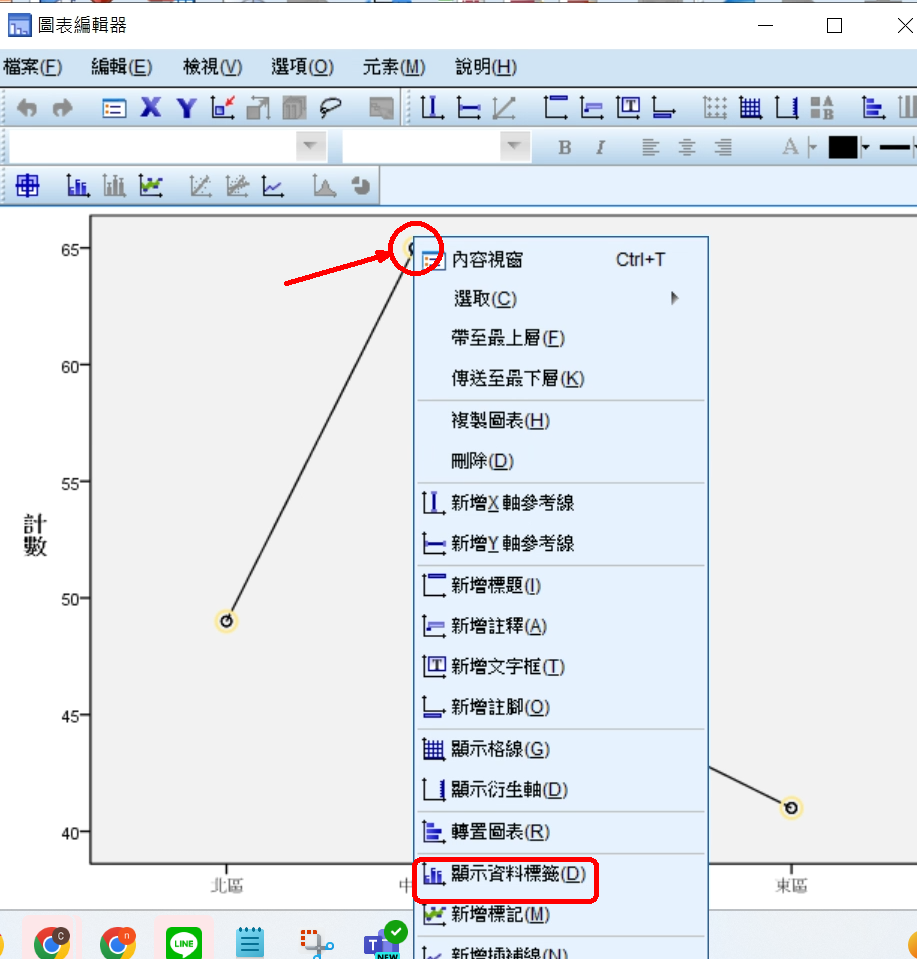 圖表編輯器
檔案(F) 編輯(E) 檢視(V) 選項(O) 元素(M) 說明(H)
B I A
65
60
55
50
45
40
計數
內容視窗 Ctrl+T
選取(C)
帶至最上層(F)
傳送至最下層(K)
複製圖表(H)
刪除(D)
新增X 軸參考線
新增Y 軸參考線
新增標題(I)
新增註釋(A)
新增文字框(T)
新增註腳(O)
顯示格線(G)
顯示衍生軸(D)
轉置圖表(R)
顯示資料標籤(D)
新增標記(M)
新增插補線(N)
北區 中 東區
C n LINE T NEW